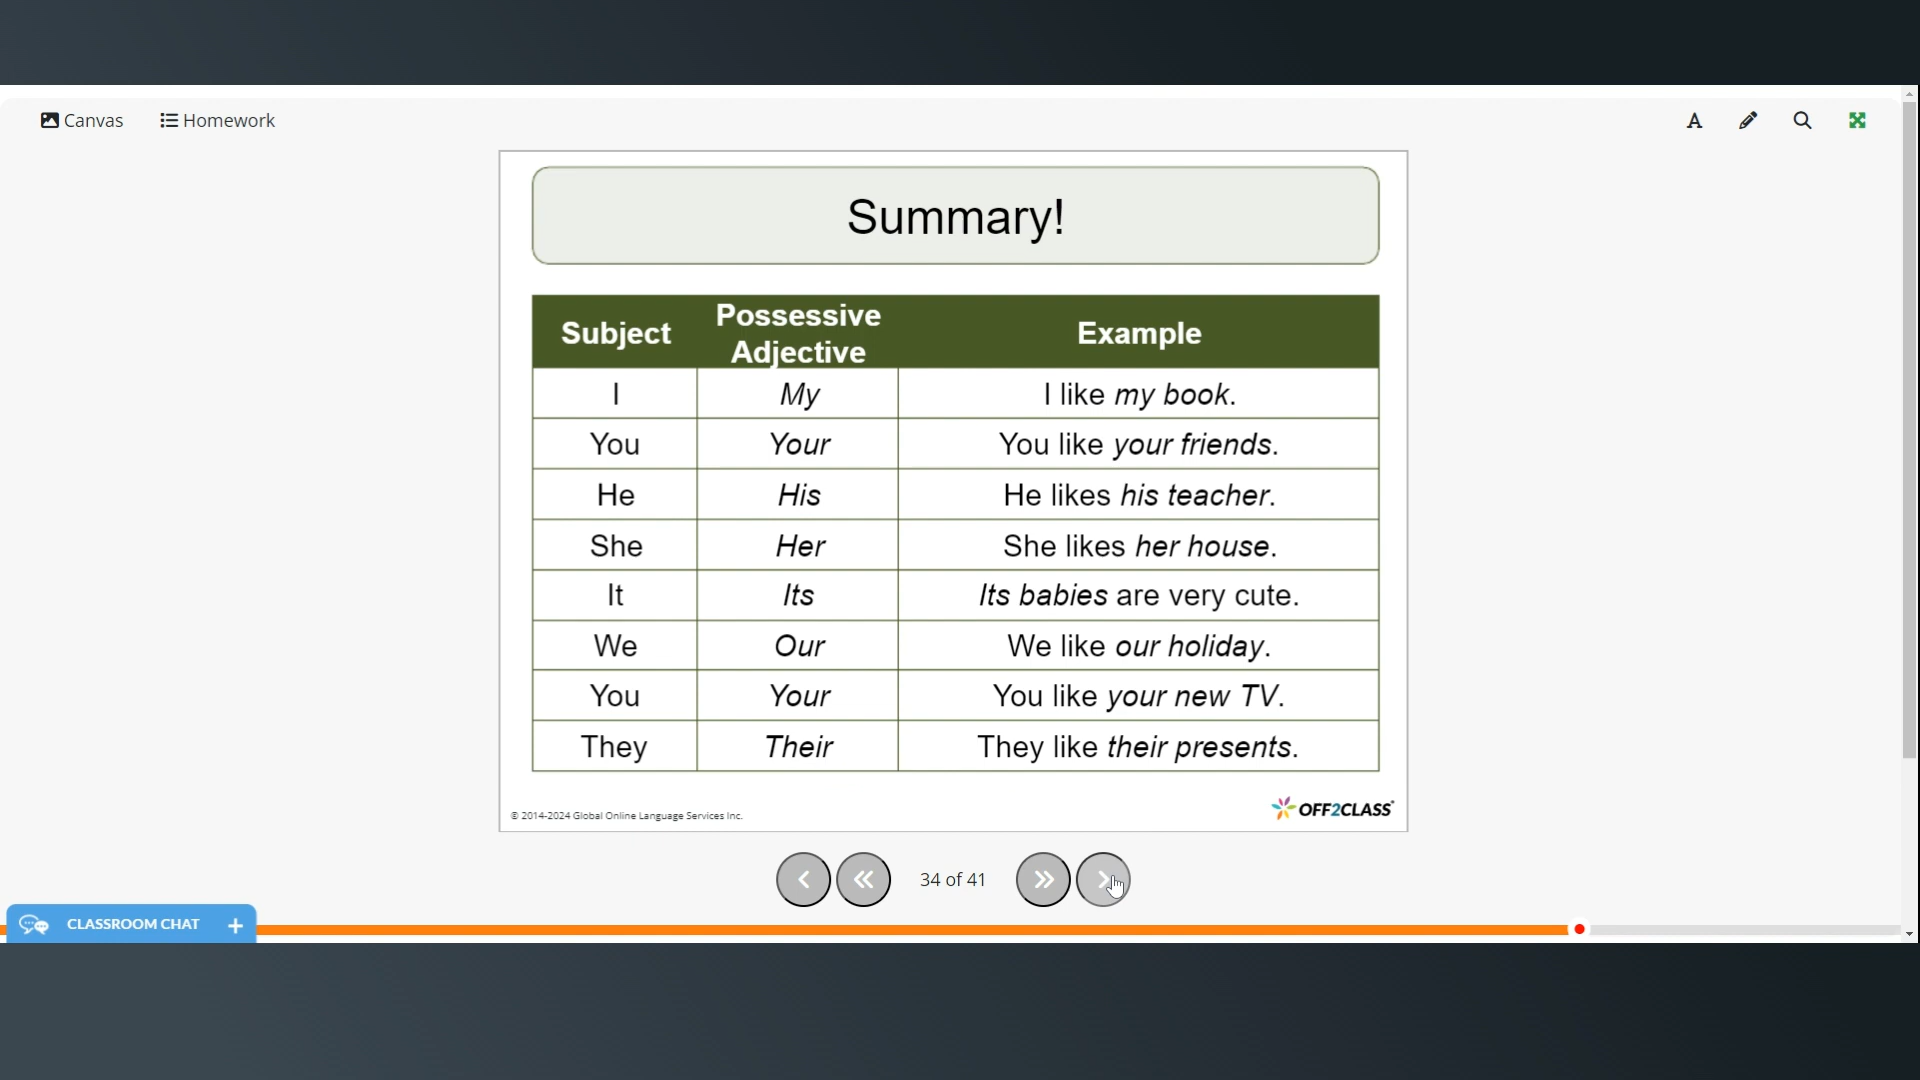 Canvas Homework A
Summary!
Subject Possessive Adjective Example
I My I like my book.
You Your You like your friends.
He His He likes his teacher.
She Her She likes her house.
It Its Its babies are very cute.
We Our We like our holiday.
You Your You like your new TV.
They Their They like their presents.
© 2014-2024 Global Online Language Services Inc. OFF2CLASS
34 of 41
CLASSROOM CHAT +